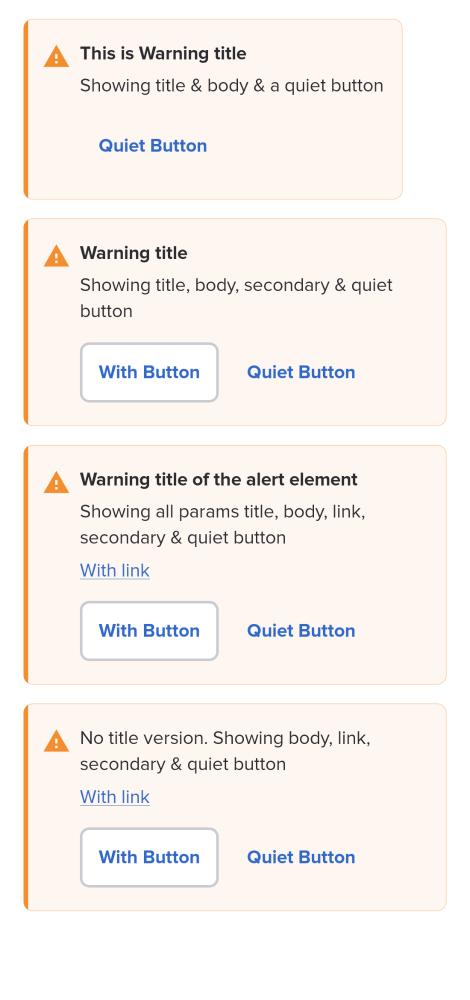 This is Warning title
Showing title & body & a quiet button
Quiet Button
Warning title
Showing title, body, secondary & quiet
button
With Button
Quiet Button
Warning title of the alert element
Showing all params title, body, link,
secondary & quiet button
With link
With Button
Quiet Button
No title version. Showing body, link,
secondary & quiet button
With link
With Button
Quiet Button